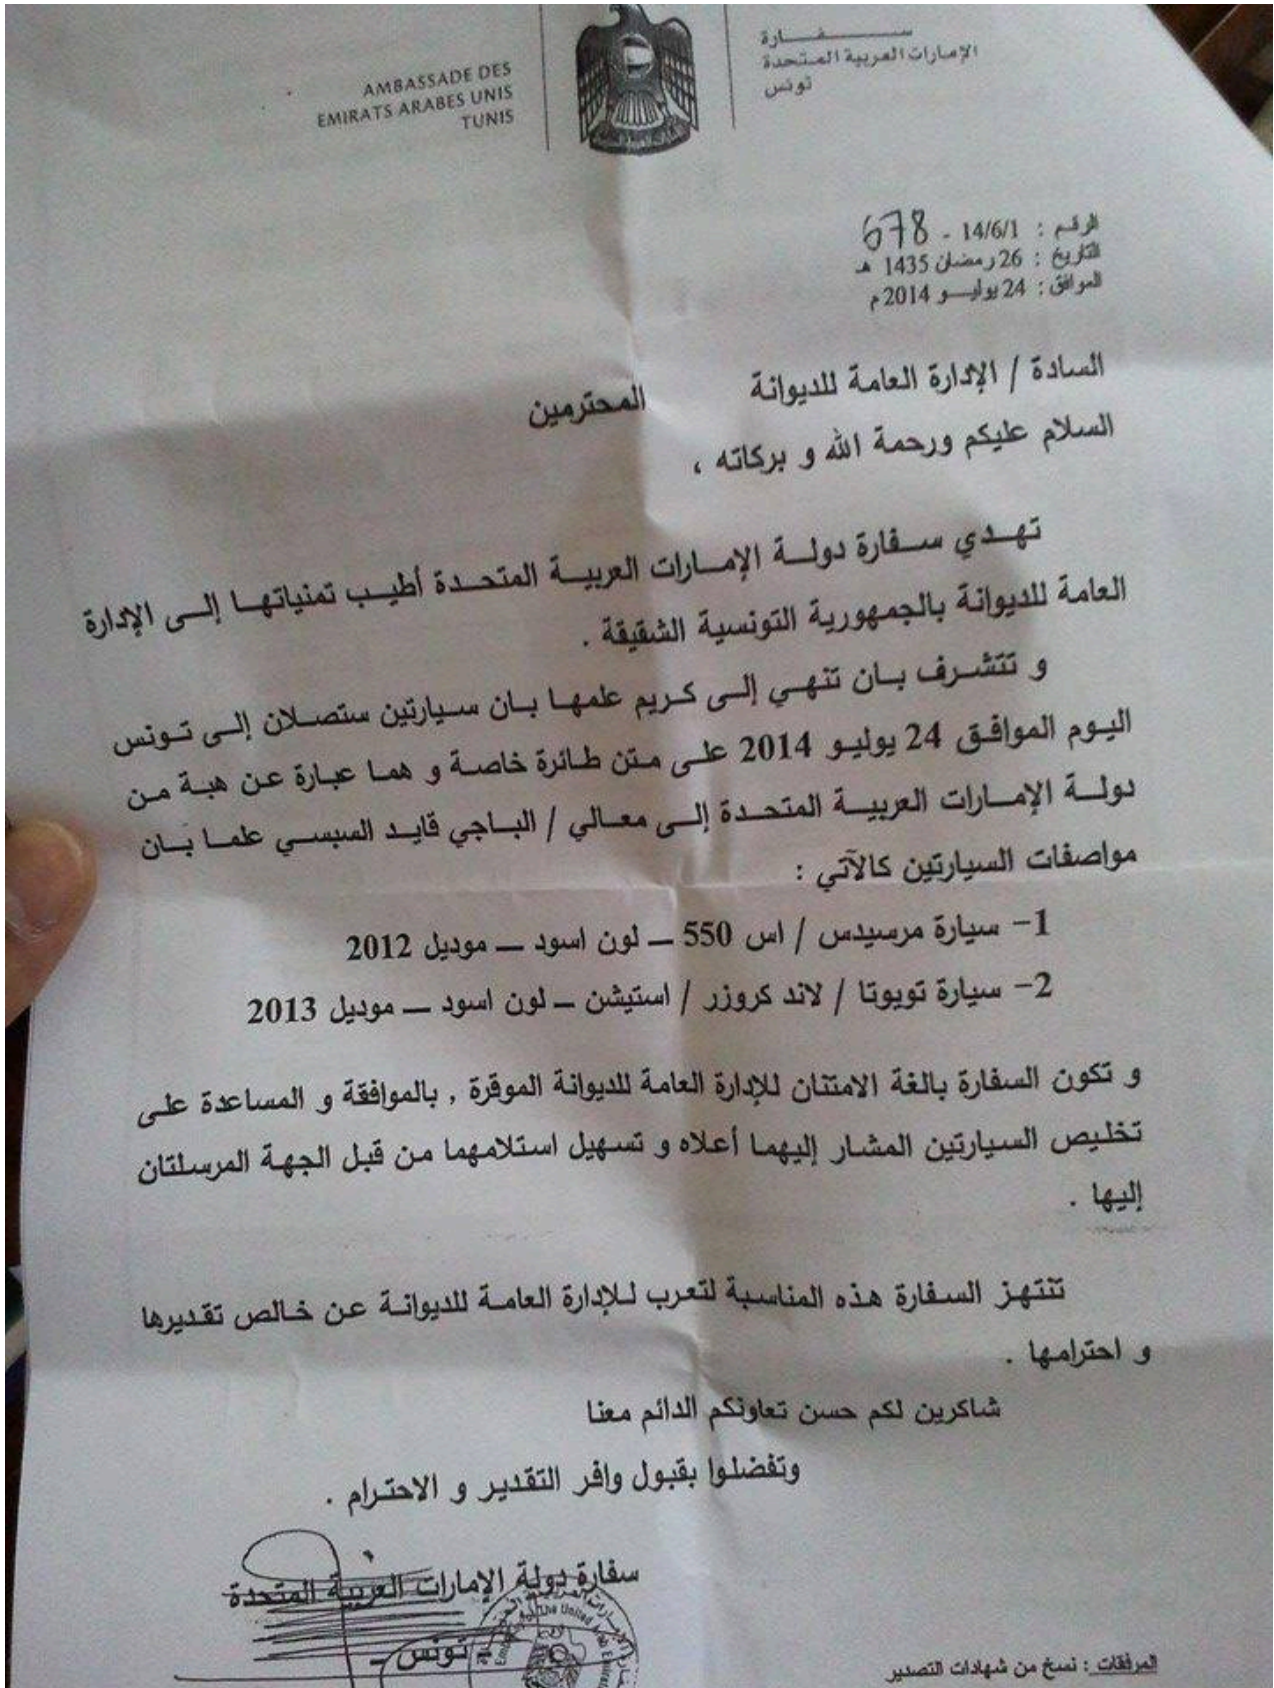 AMBASSADE DES
EMIRATS ARABES UNIS
TUNIS
سفارة
الإمارات العربية المتحدة
تونس
الرقم : 14/6/1 - 678
التاريخ : 26 رمضان 1435 هـ
الموافق : 24 يوليو 2014 م
السادة / الإدارة العامة للديوانة المحترمين
السلام عليكم ورحمة الله و بركاته ،
تهدي سفارة دولة الإمارات العربية المتحدة أطيب تمنياتها إلى الإدارة
العامة للديوانة بالجمهورية التونسية الشقيقة .
و تتشرف بان تنهي إلى كريم علمها بان سيارتين ستصلان إلى تونس
اليوم الموافق 24 يوليو 2014 على متن طائرة خاصة و هما عبارة عن هبة من
دولة الإمارات العربية المتحدة إلى معالي / الباجي قايد السبسي علما بان
مواصفات السيارتين كالآتي :
1- سيارة مرسيدس / اس 550 – لون اسود – موديل 2012
2- سيارة تويوتا / لاند كروزر / استيشن – لون اسود – موديل 2013
و تكون السفارة بالغة الامتنان للإدارة العامة للديوانة الموقرة , بالموافقة و المساعدة على
تخليص السيارتين المشار إليهما أعلاه و تسهيل استلامهما من قبل الجهة المرسلتان
إليها .
تنتهز السفارة هذه المناسبة لتعرب للإدارة العامة للديوانة عن خالص تقديرها
و احترامها .
شاكرين لكم حسن تعاونكم الدائم معنا
وتفضلوا بقبول وافر التقدير و الاحترام .
سفارة دولة الإمارات العربية المتحدة
- تونس -
المرفقات : نسخ من شهادات التصدير